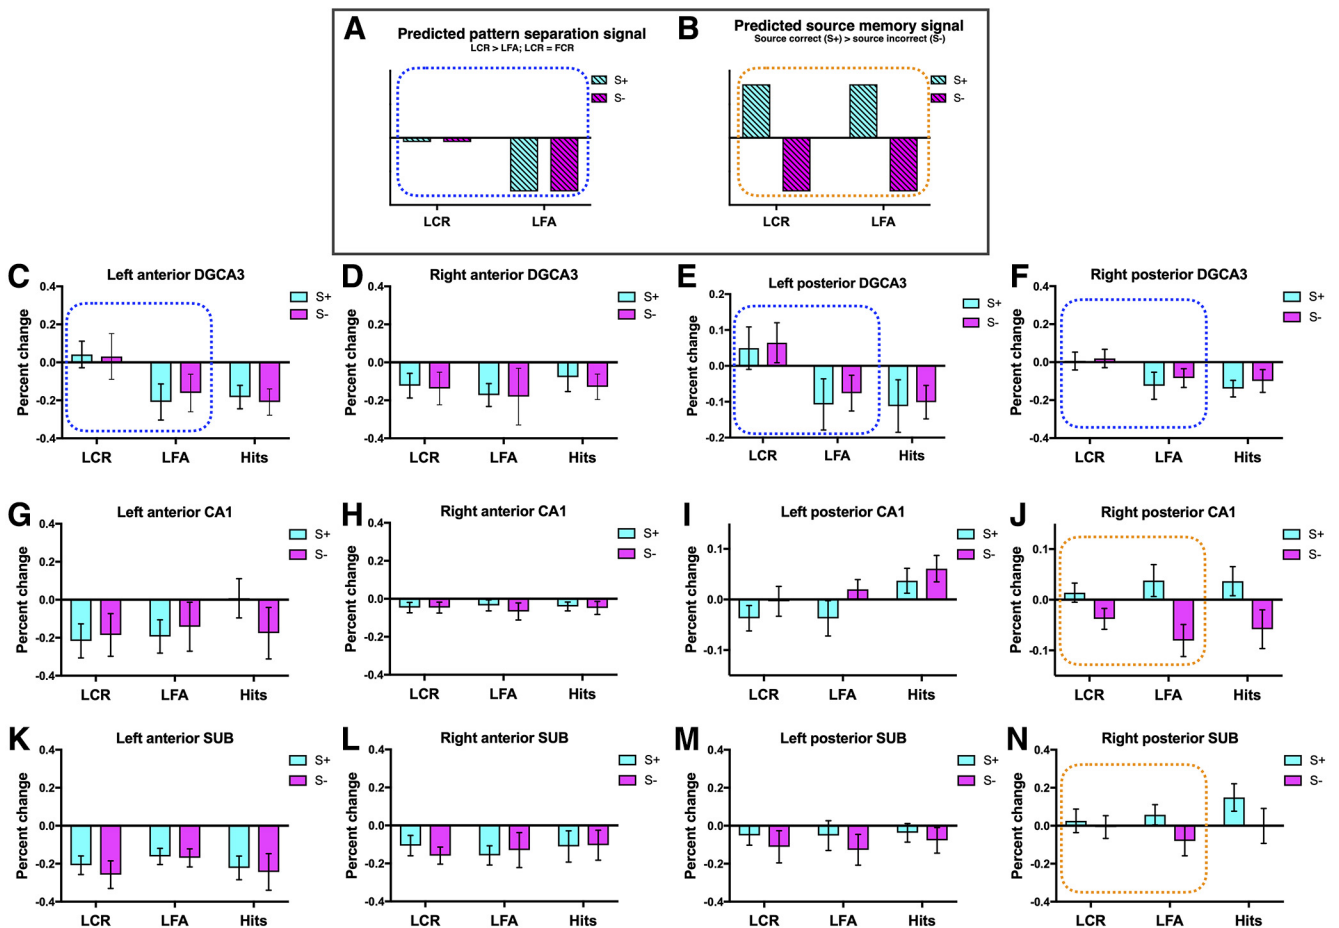 A
Predicted pattern separation signal
LCR > LFA; LCR = FCR
S+
S-
LCR
LFA
B
Predicted source memory signal
Source correct (S+) > source incorrect (S-)
S+
S-
LCR
LFA
C
Left anterior DGCA3
Percent change
0.4
0.2
0.0
-0.2
-0.4
S+
S-
LCR
LFA
Hits
D
Right anterior DGCA3
Percent change
0.4
0.2
0.0
-0.2
-0.4
S+
S-
LCR
LFA
Hits
E
Left posterior DGCA3
Percent change
0.2
0.1
0.0
-0.1
-0.2
S+
S-
LCR
LFA
Hits
F
Right posterior DGCA3
Percent change
0.4
0.2
0.0
-0.2
-0.4
S+
S-
LCR
LFA
Hits
G
Left anterior CA1
Percent change
0.4
0.2
0.0
-0.2
-0.4
S+
S-
LCR
LFA
Hits
H
Right anterior CA1
Percent change
0.4
0.2
0.0
-0.2
-0.4
S+
S-
LCR
LFA
Hits
I
Left posterior CA1
Percent change
0.1
0.0
-0.1
S+
S-
LCR
LFA
Hits
J
Right posterior CA1
Percent change
0.1
0.0
-0.1
S+
S-
LCR
LFA
Hits
K
Left anterior SUB
Percent change
0.4
0.2
0.0
-0.2
-0.4
S+
S-
LCR
LFA
Hits
L
Right anterior SUB
Percent change
0.4
0.2
0.0
-0.2
-0.4
S+
S-
LCR
LFA
Hits
M
Left posterior SUB
Percent change
0.4
0.2
0.0
-0.2
-0.4
S+
S-
LCR
LFA
Hits
N
Right posterior SUB
Percent change
0.4
0.2
0.0
-0.2
-0.4
S+
S-
LCR
LFA
Hits